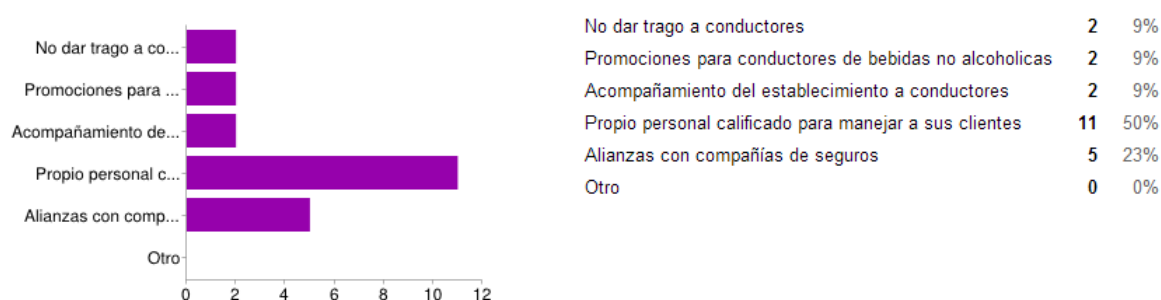 No dar trago a co...
Promociones para ...
Acompañamiento de...
Propio personal c...
Alianzas con comp...
Otro
0 2 4 6 8 10 12
No dar trago a conductores 2 9%
Promociones para conductores de bebidas no alcoholicas 2 9%
Acompañamiento del establecimiento a conductores 2 9%
Propio personal calificado para manejar a sus clientes 11 50%
Alianzas con compañías de seguros 5 23%
Otro 0 0%